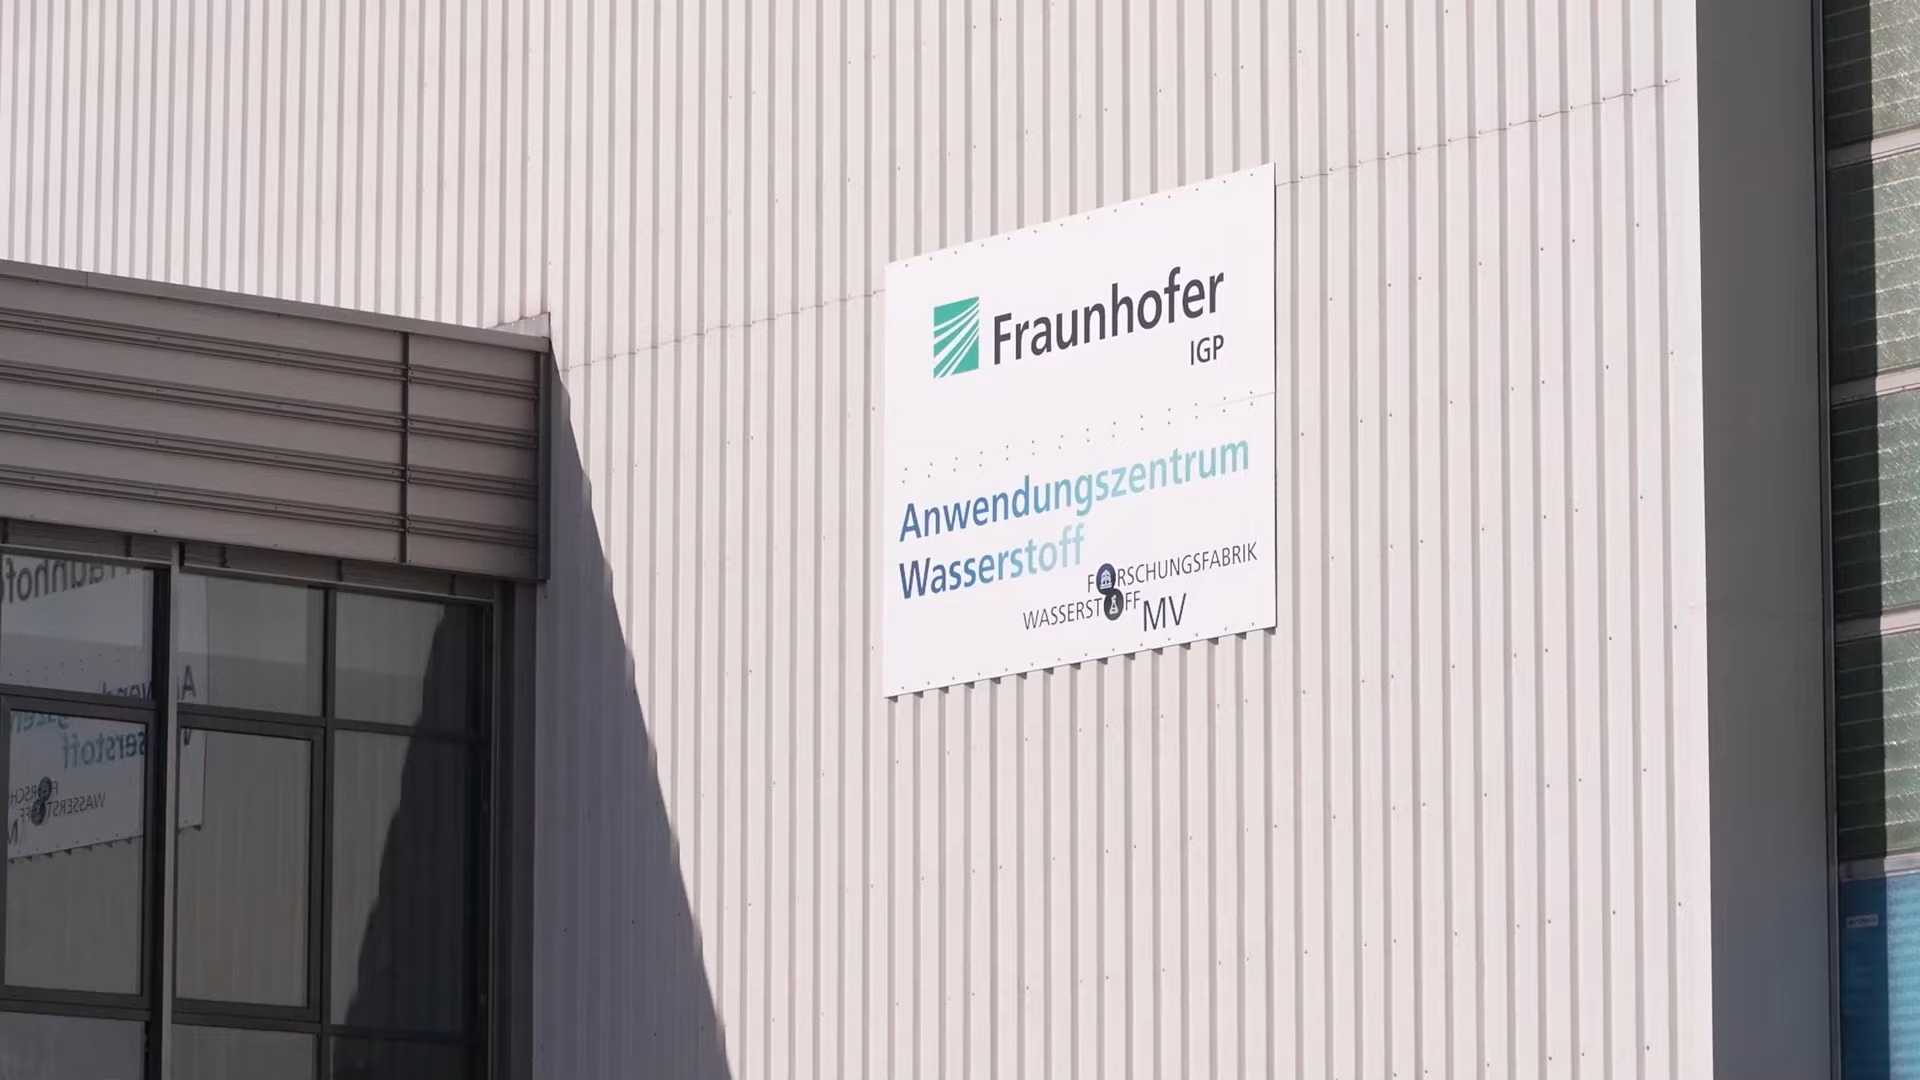 Fraunhofer
IGP
Anwendungszentrum
Wasserstoff
FORSCHUNGSFABRIK
WASSERSTOFF MV